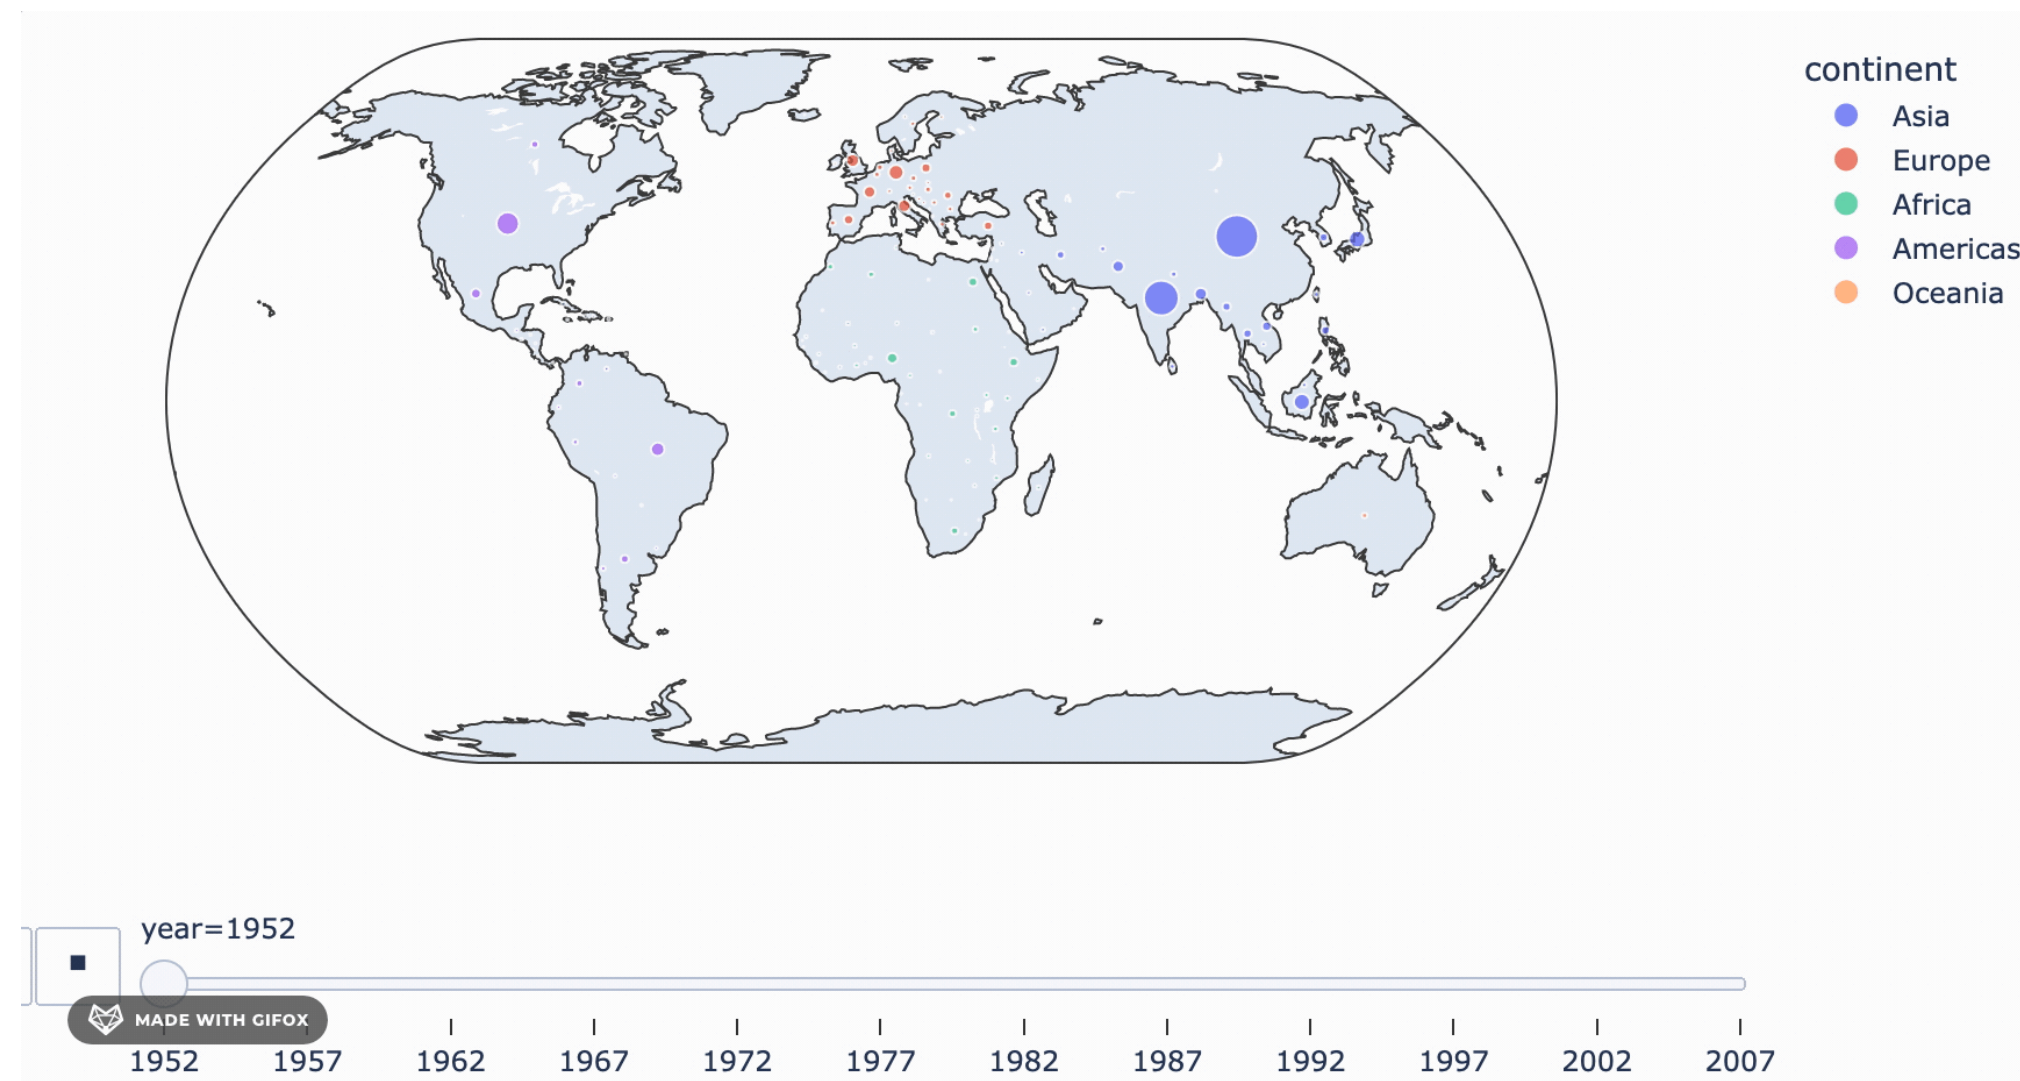 continent
Asia
Europe
Africa
Americas
Oceania
year=1952
MADE WITH GIFOX
1952 1957 1962 1967 1972 1977 1982 1987 1992 1997 2002 2007